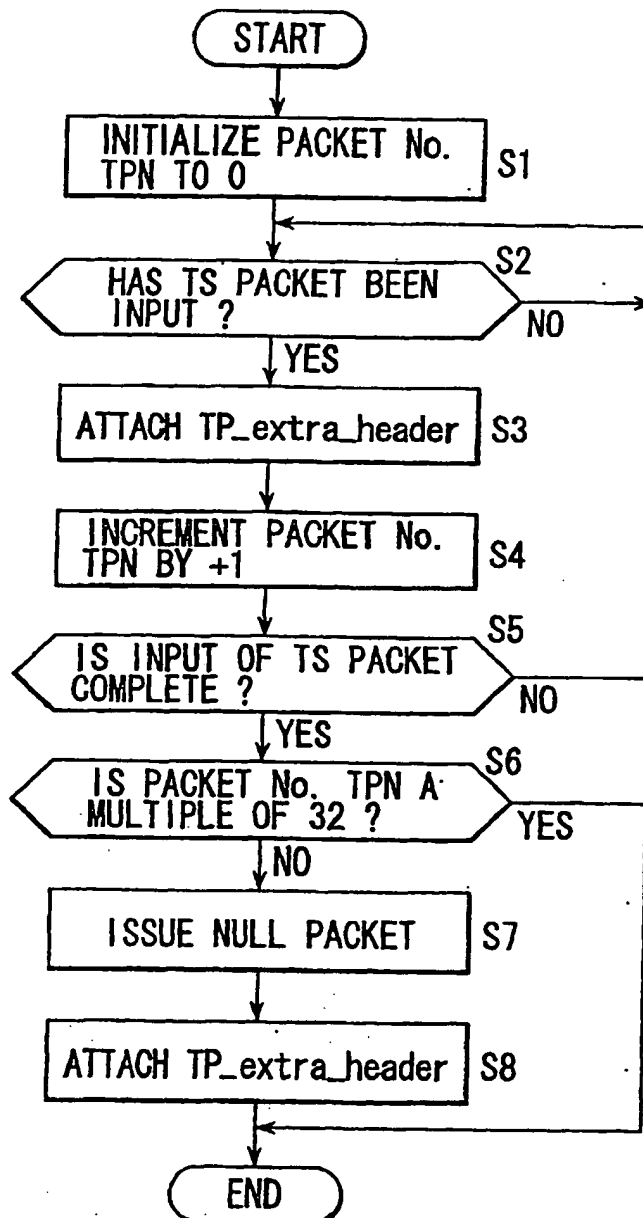 START
INITIALIZE PACKET No.
TPN TO 0
S1
HAS TS PACKET BEEN
INPUT ?
S2
NO
YES
ATTACH TP_extra_header
S3
INCREMENT PACKET No.
TPN BY +1
S4
IS INPUT OF TS PACKET
COMPLETE ?
S5
NO
YES
IS PACKET No. TPN A
MULTIPLE OF 32 ?
S6
YES
NO
ISSUE NULL PACKET
S7
ATTACH TP_extra_header
S8
END